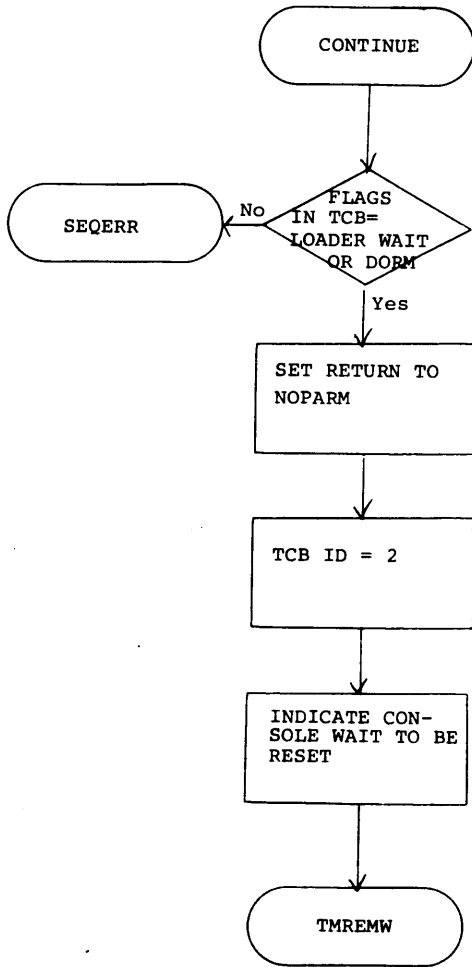 CONTINUE
FLAGS
IN TCB=
LOADER WAIT
OR DORM
No
SEQERR
Yes
SET RETURN TO
NOPARM
TCB ID = 2
INDICATE CON-
SOLE WAIT TO BE
RESET
TMREMW